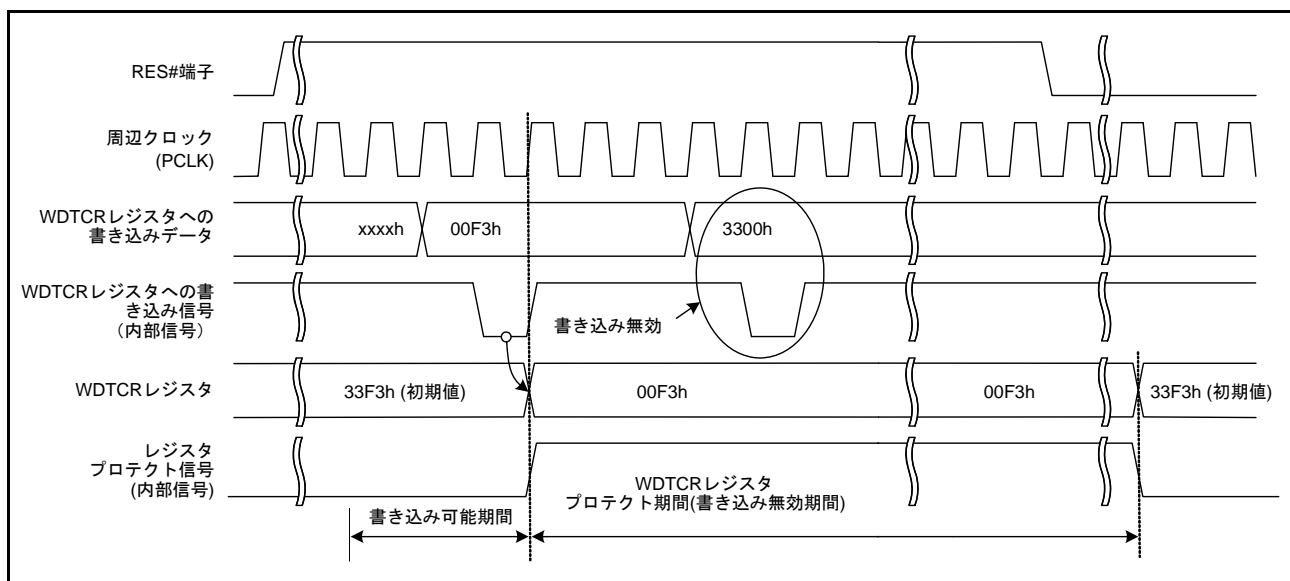 RES#端子
周辺クロック
(PCLK)
WDTCRレジスタへの
書き込みデータ
xxxxh
00F3h
3300h
WDTCRレジスタへの書
き込み信号
（内部信号）
書き込み無効
WDTCRレジスタ
33F3h (初期値)
00F3h
00F3h
33F3h (初期値)
レジスタ
プロテクト信号
(内部信号)
WDTCRレジスタ
プロテクト期間(書き込み無効期間)
書き込み可能期間